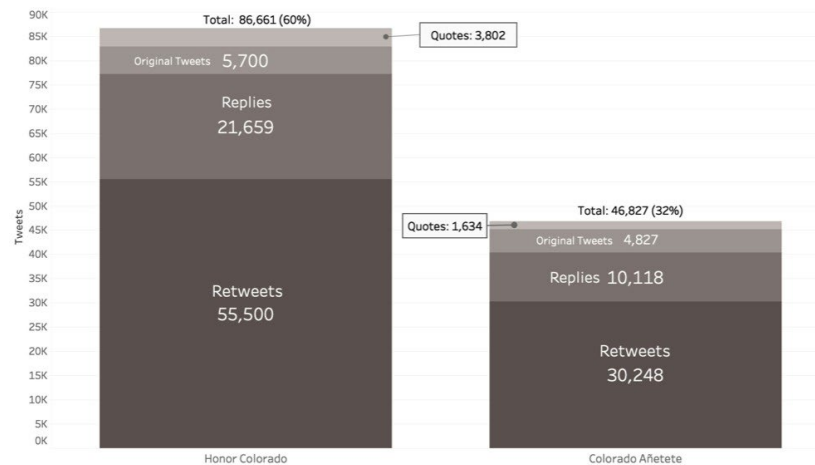 Tweets
90K
85K
80K
75K
70K
65K
60K
55K
50K
45K
40K
35K
30K
25K
20K
15K
10K
5K
0K
Total: 86,661 (60%)
Quotes: 3,802
Original Tweets 5,700
Replies
21,659
Retweets
55,500
Honor Colorado
Total: 46,827 (32%)
Quotes: 1,634
Original Tweets 4,827
Replies 10,118
Retweets
30,248
Colorado Añetete